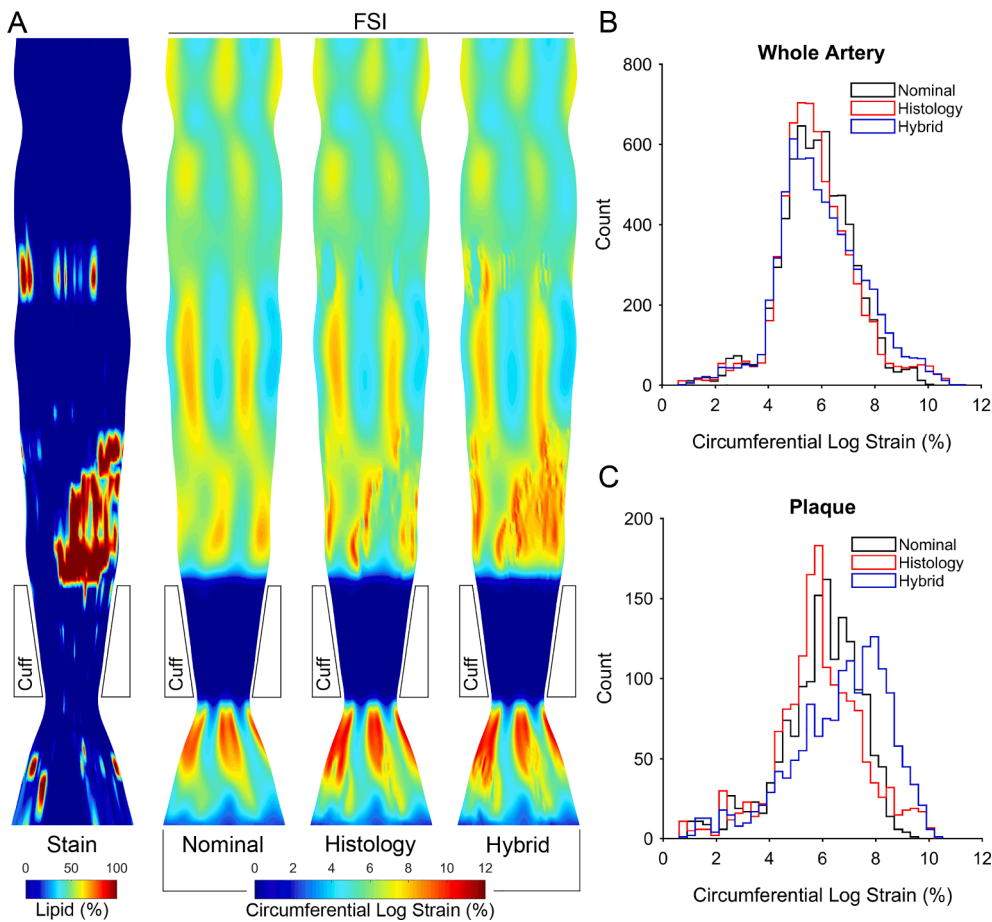 A
FSI
Cuff
Cuff
Cuff
Cuff
Stain
Nominal
Histology
Hybrid
0 50 100
Lipid (%)
0 2 4 6 8 10 12
Circumferential Log Strain (%)
B
Whole Artery
800
600
400
200
0
Count
Nominal
Histology
Hybrid
0 2 4 6 8 10 12
Circumferential Log Strain (%)
C
Plaque
200
150
100
50
0
Count
Nominal
Histology
Hybrid
0 2 4 6 8 10 12
Circumferential Log Strain (%)